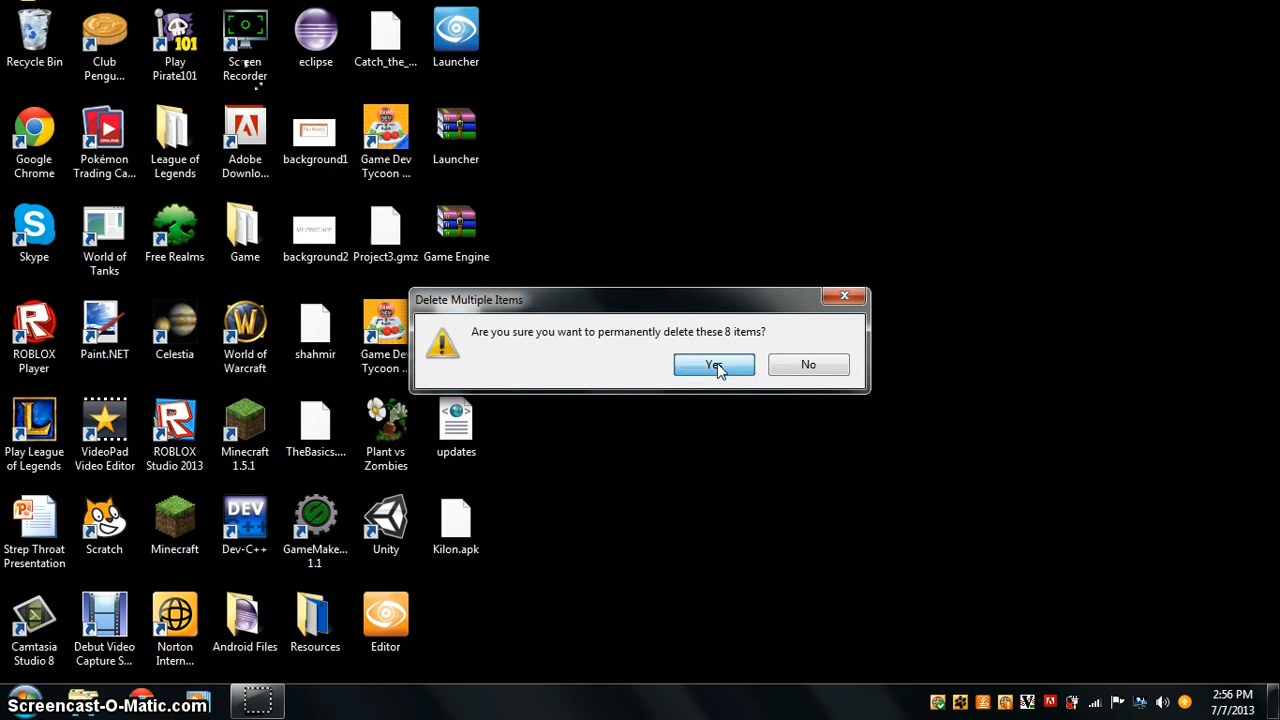 Recycle Bin
Club
Pengu...
Play
Pirate101
Screen
Recorder
eclipse
Catch_the_...
Launcher
Google
Chrome
Pokémon
Trading Ca...
League of
Legends
Adobe
Downlo...
background1
Game Dev
Tycoon ...
Launcher
Skype
World of
Tanks
Free Realms
Game
MY FIRST APP
background2
Project3.gmz
Game Engine
Delete Multiple Items
Are you sure you want to permanently delete these 8 items?
Yes
No
ROBLOX
Player
Paint.NET
Celestia
World of
Warcraft
shahmir
Game De
Tycoon
Play League
of Legends
VideoPad
Video Editor
ROBLOX
Studio 2013
Minecraft
1.5.1
TheBasics....
Plant vs
Zombies
updates
Strep Throat
Presentation
Scratch
Minecraft
DEV
C++
Dev-C++
GameMake...
1.1
Unity
Kilon.apk
Camtasia
Studio 8
Debut Video
Capture S...
Norton
Intern...
Android Files
Resources
Editor
Screencast-O-Matic.com
2:56 PM
7/7/2013